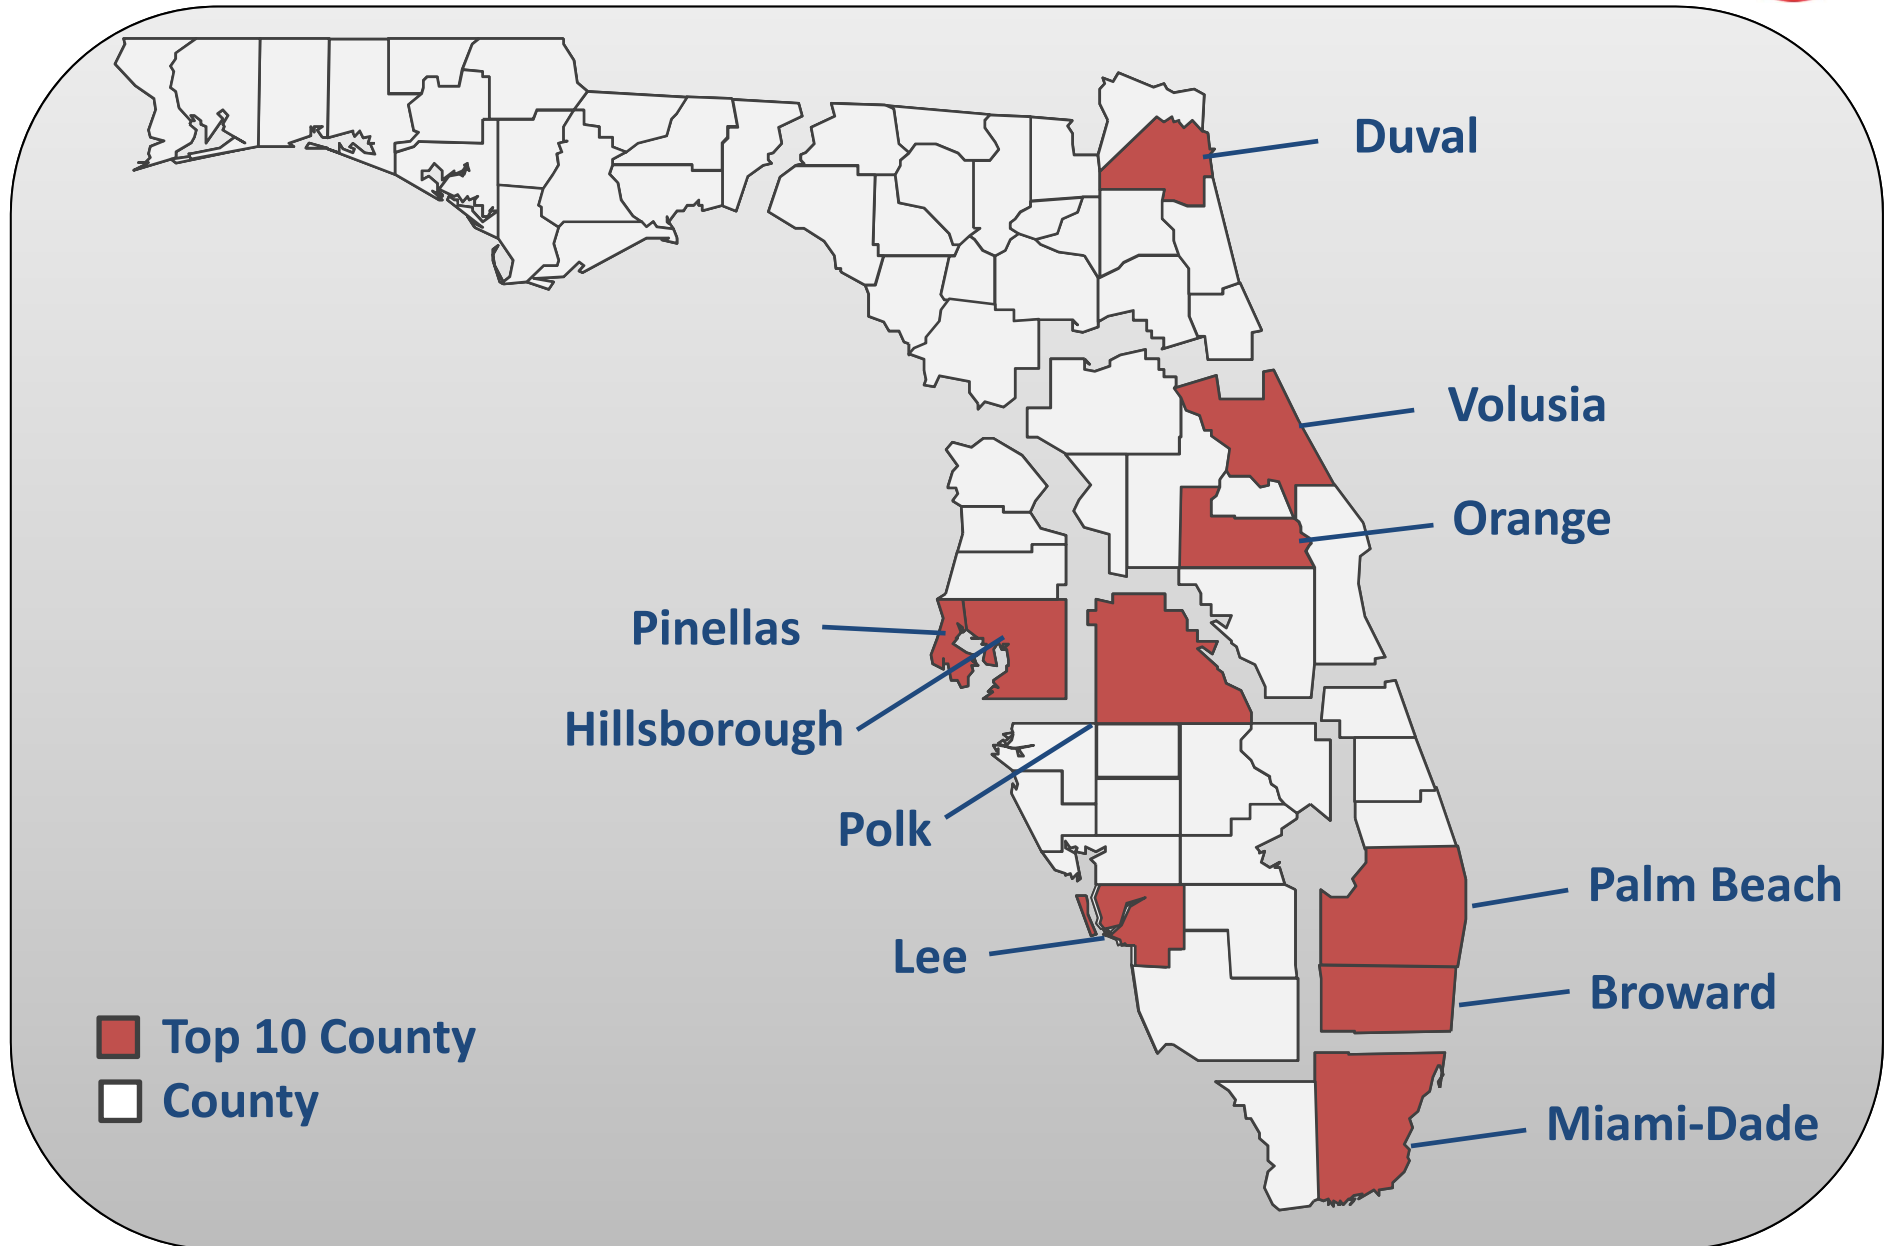 Duval
Volusia
Orange
Pinellas
Hillsborough
Polk
Palm Beach
Lee
Broward
Top 10 County
County
Miami-Dade